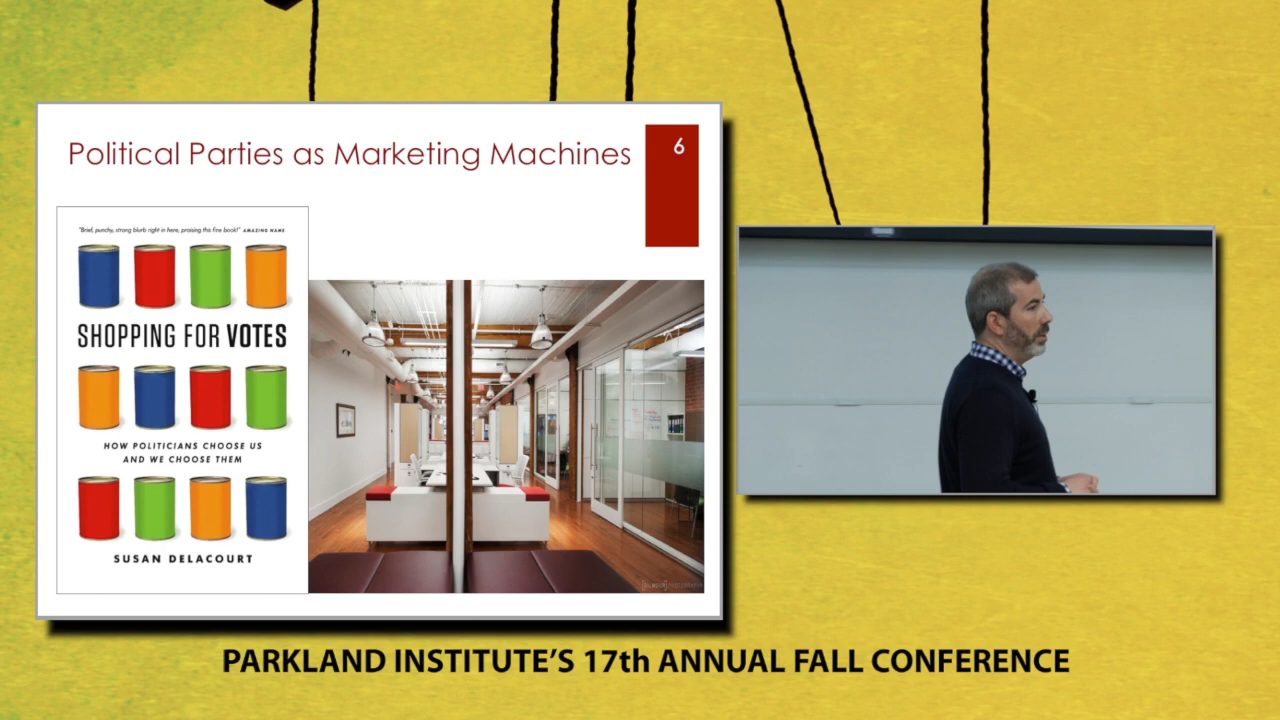 Political Parties as Marketing Machines
6
"Brief, punchy, strong blurb right in here, praising this fine book!" AMAZING NAME
SHOPPING FOR VOTES
HOW POLITICIANS CHOOSE US
AND WE CHOOSE THEM
SUSAN DELACOURT
PARKLAND INSTITUTE'S 17th ANNUAL FALL CONFERENCE